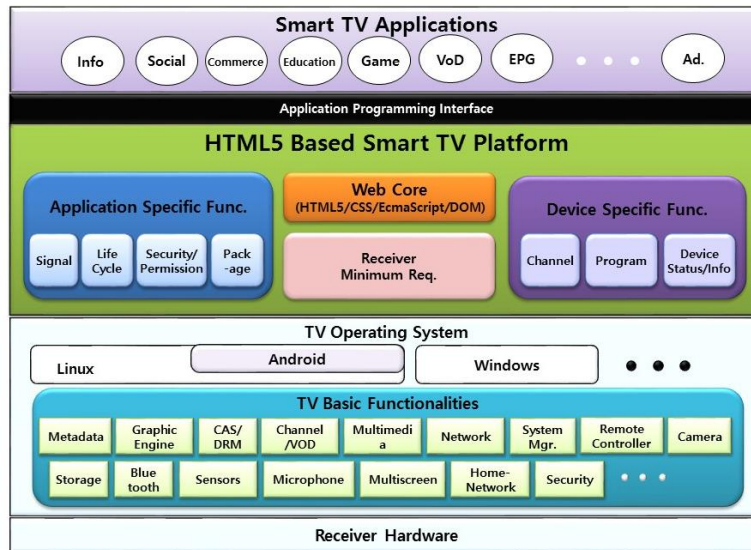 Smart TV Applications
Info
Social
Commerce
Education
Game
VoD
EPG
Ad.
Application Programming Interface
HTML5 Based Smart TV Platform
Application Specific Func.
Signal
Life
Cycle
Security/
Permission
Pack
-age
Web Core
(HTML5/CSS/EcmaScript/DOM)
Receiver
Minimum Req.
Device Specific Func.
Channel
Program
Device
Status/Info
TV Operating System
Linux
Android
Windows
TV Basic Functionalities
Metadata
Graphic
Engine
CAS/
DRM
Channel
/VOD
Multimedi
a
Network
System
Mgr.
Remote
Controller
Camera
Storage
Blue
tooth
Sensors
Microphone
Multiscreen
Home-
Network
Security
Receiver Hardware